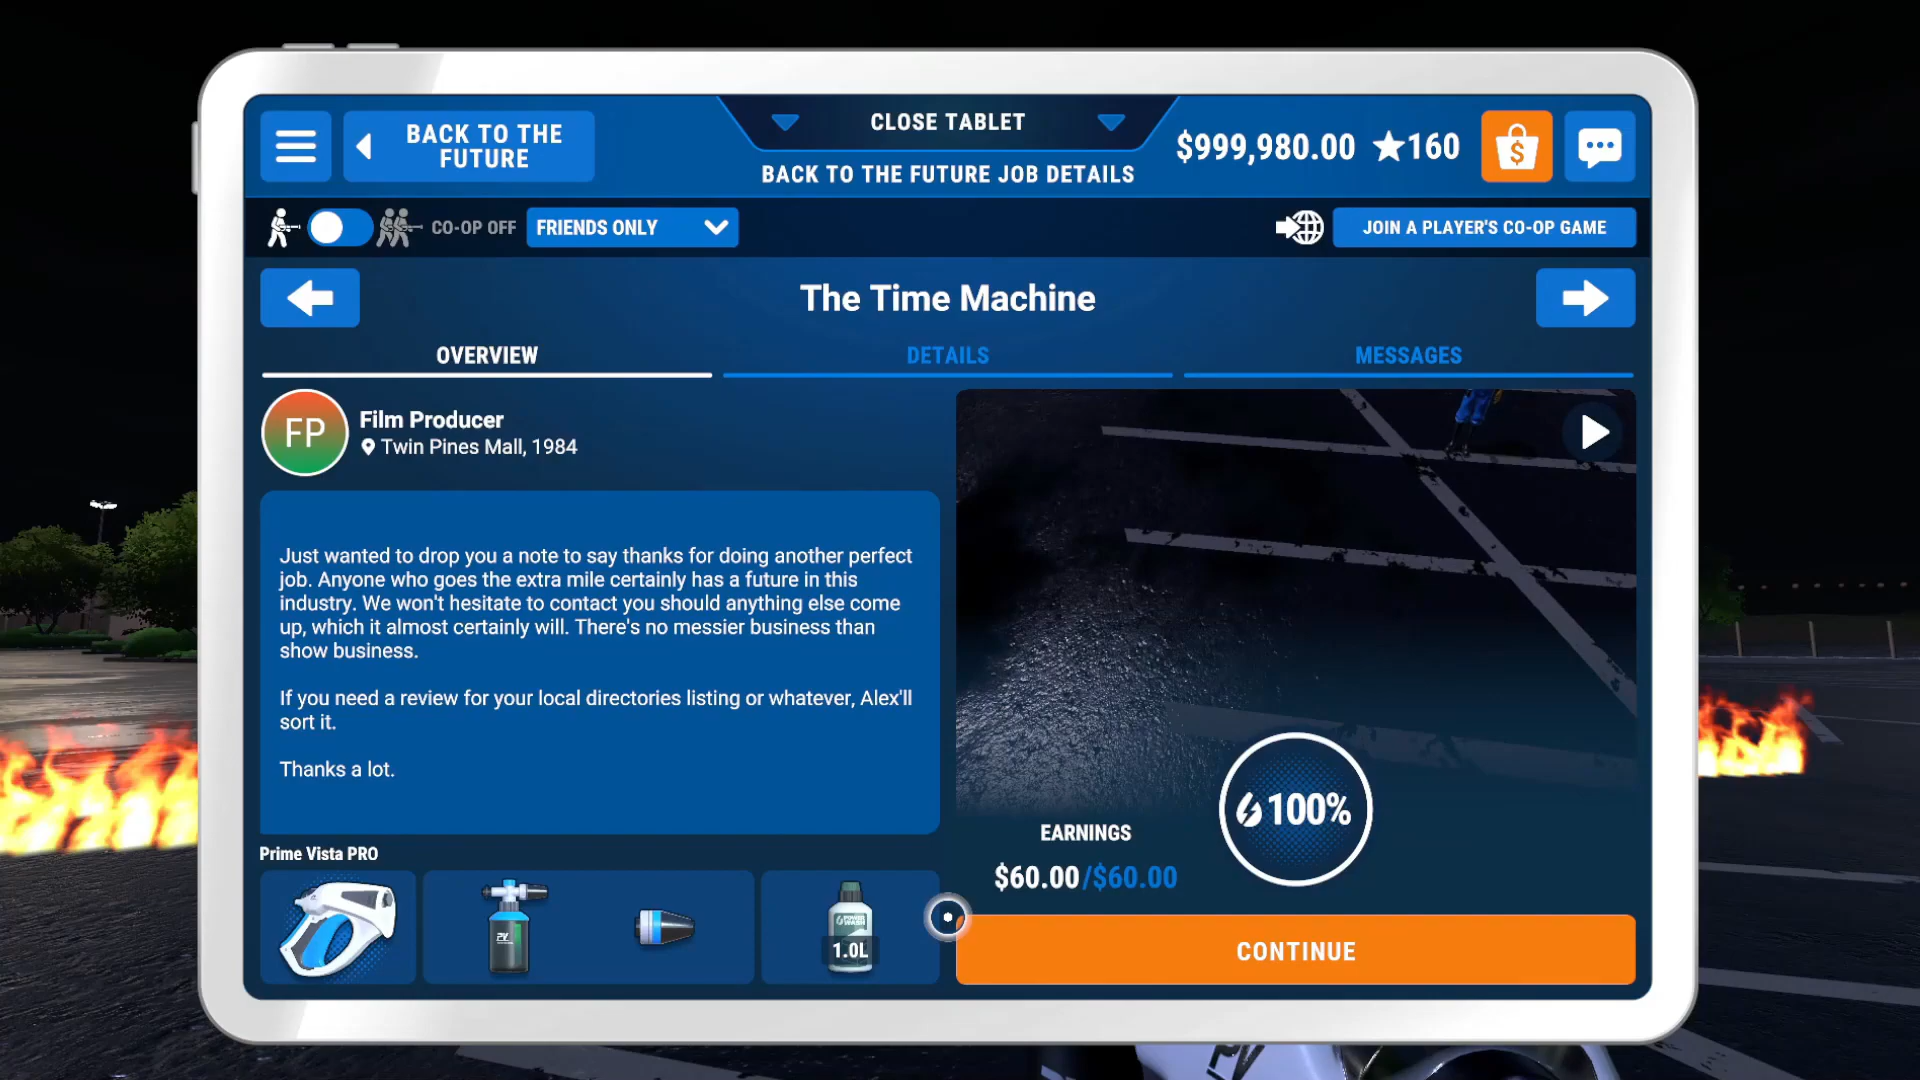 BACK TO THE
FUTURE
CLOSE TABLET
BACK TO THE FUTURE JOB DETAILS
$999,980.00
160
$
CO-OP OFF
FRIENDS ONLY
JOIN A PLAYER'S CO-OP GAME
The Time Machine
OVERVIEW
DETAILS
MESSAGES
FP
Film Producer
Twin Pines Mall, 1984
Just wanted to drop you a note to say thanks for doing another perfect
job. Anyone who goes the extra mile certainly has a future in this
industry. We won't hesitate to contact you should anything else come
up, which it almost certainly will. There's no messier business than
show business.
If you need a review for your local directories listing or whatever, Alex'll
sort it.
Thanks a lot.
Prime Vista PRO
PV
POWER
WASH
1.0L
EARNINGS
$60.00/$60.00
100%
CONTINUE
PV